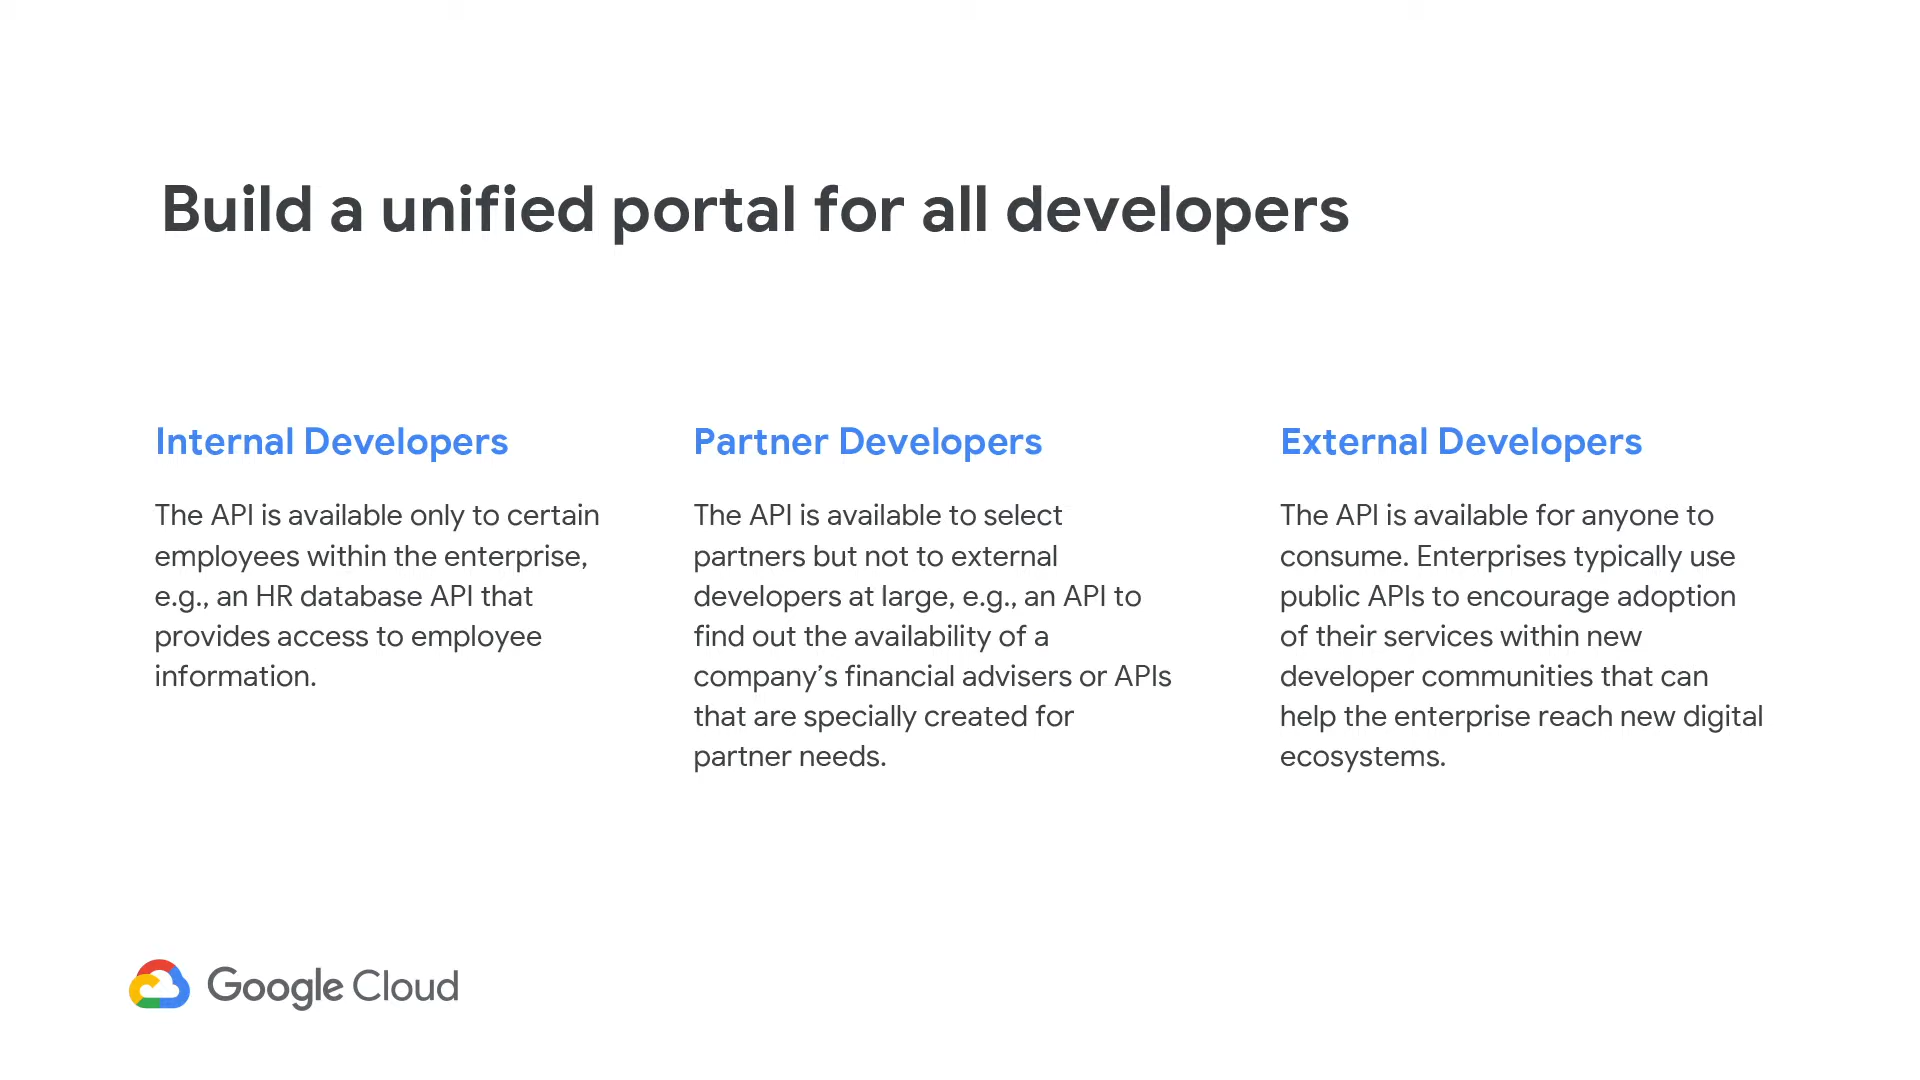 Build a unified portal for all developers
Internal Developers
The API is available only to certain
employees within the enterprise,
e.g., an HR database API that
provides access to employee
information.
Partner Developers
The API is available to select
partners but not to external
developers at large, e.g., an API to
find out the availability of a
company’s financial advisers or APIs
that are specially created for
partner needs.
External Developers
The API is available for anyone to
consume. Enterprises typically use
public APIs to encourage adoption
of their services within new
developer communities that can
help the enterprise reach new digital
ecosystems.
Google Cloud